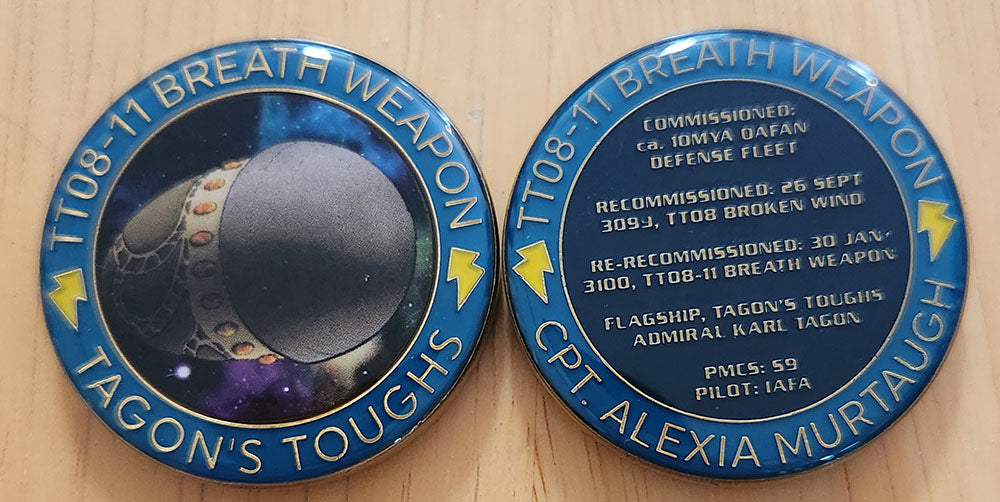 TT08-11 BREATH WEAPON
TAGON'S TOUGHS
TT08-11 BREATH WEAPON
COMMISSIONED:
ca. 10MYA OAFAN
DEFENSE FLEET
RECOMMISSIONED: 26 SEPT
3099, TT08 BROKEN WIND
RE-RECOMMISSIONED: 30 JAN.
3100, TT08-11 BREATH WEAPON
FLAGSHIP, TAGON'S TOUGHS
ADMIRAL KARL TAGON
PMCS: 59
PILOT: IAFA
CPT. ALEXIA MURTAUGH